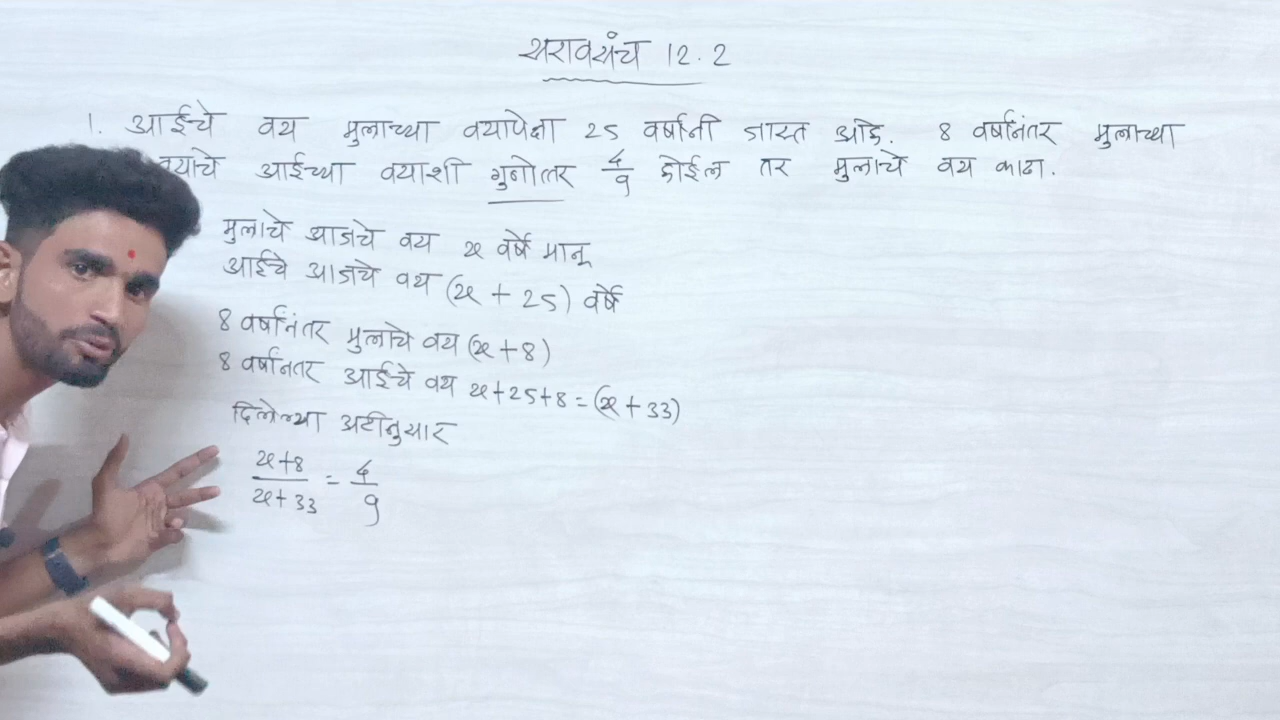 सरावसंच 12.2
1. आईचे वय मुलाच्या वयापेक्षा 25 वर्षांनी जास्त आहे. 8 वर्षांनंतर मुलाच्या
वयाचे आईच्या वयाशी गुणोत्तर 4/9 होईल तर मुलाचे वय काढा.
मुलाचे आजचे वय x वर्षे मानू
आईचे आजचे वय (x + 25) वर्षे
8 वर्षांनंतर मुलाचे वय (x + 8)
8 वर्षांनंतर आईचे वय x+25+8 = (x + 33)
दिलेल्या अटीनुसार
x+8/x+33 = 4/9